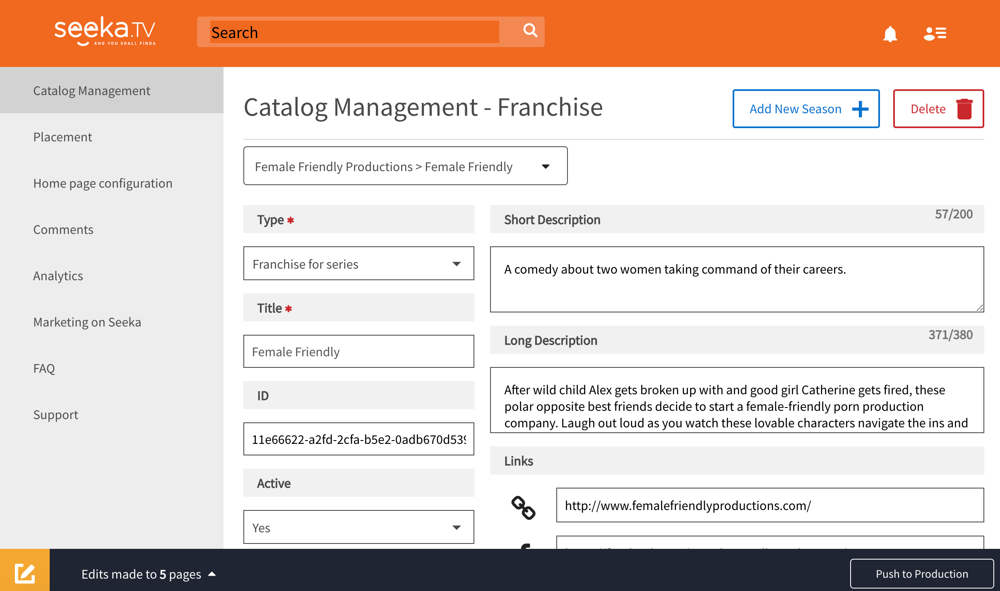 seeka.TV
AND YOU SHALL FINDA
Search
Catalog Management
Placement
Home page configuration
Comments
Analytics
Marketing on Seeka
FAQ
Support
Catalog Management - Franchise
Add New Season
Delete
Female Friendly Productions > Female Friendly
Type *
Franchise for series
Title *
Female Friendly
ID
11e66622-a2fd-2cfa-b5e2-0adb670d539
Active
Yes
Short Description 57/200
A comedy about two women taking command of their careers.
Long Description 371/380
After wild child Alex gets broken up with and good girl Catherine gets fired, these
polar opposite best friends decide to start a female-friendly porn production
company. Laugh out loud as you watch these lovable characters navigate the ins and
Links
http://www.femalefriendlyproductions.com/
Edits made to 5 pages
Push to Production